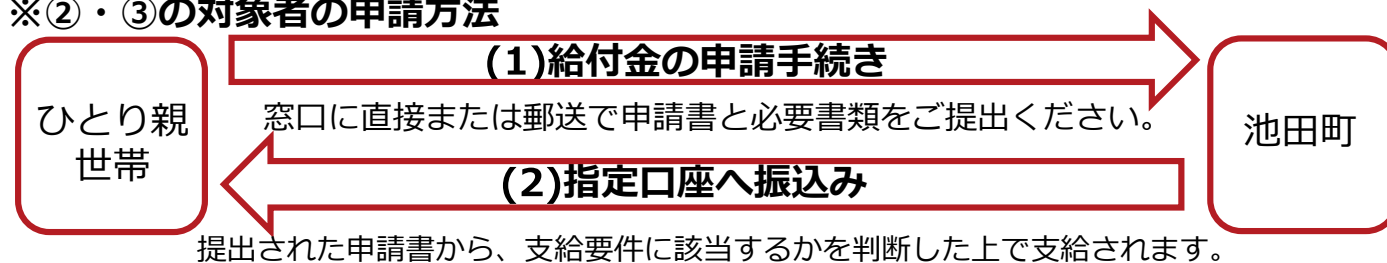 ※②・③の対象者の申請方法
(1)給付金の申請手続き
ひとり親
世帯
窓口に直接または郵送で申請書と必要書類をご提出ください。
池田町
(2)指定口座へ振込み
提出された申請書から、支給要件に該当するかを判断した上で支給されます。